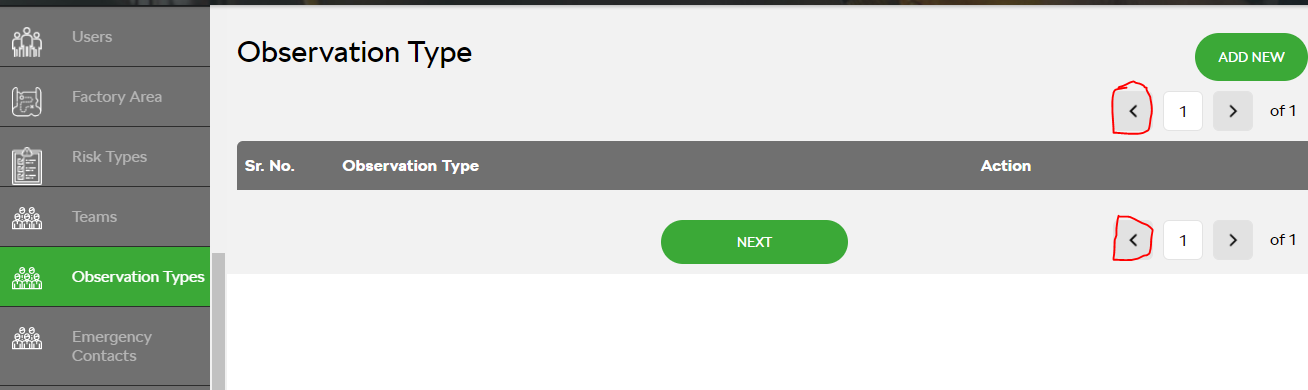 Users
Factory Area
Risk Types
Teams
Observation Types
Emergency
Contacts
Observation Type
ADD NEW
< 1 > of 1
Sr. No. Observation Type Action
NEXT
< 1 > of 1